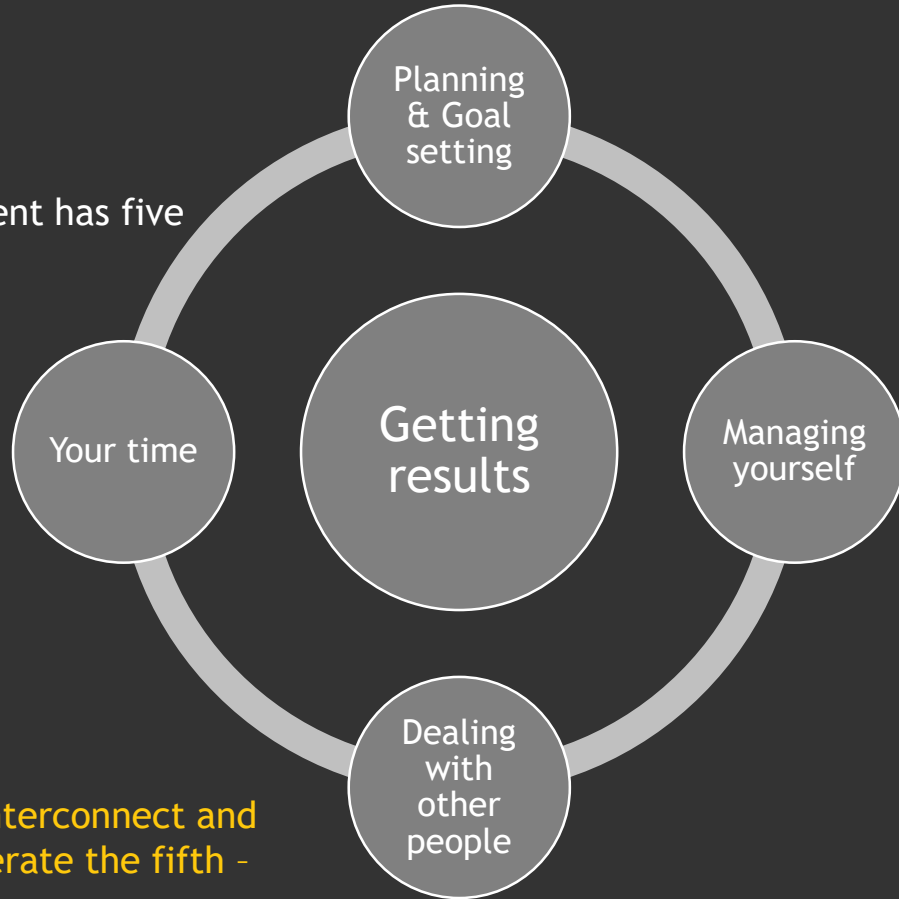 Planning
& Goal
setting
ent has five
Your time
Getting
results
Managing
yourself
Dealing
with
other
people
nterconnect and
erate the fifth –